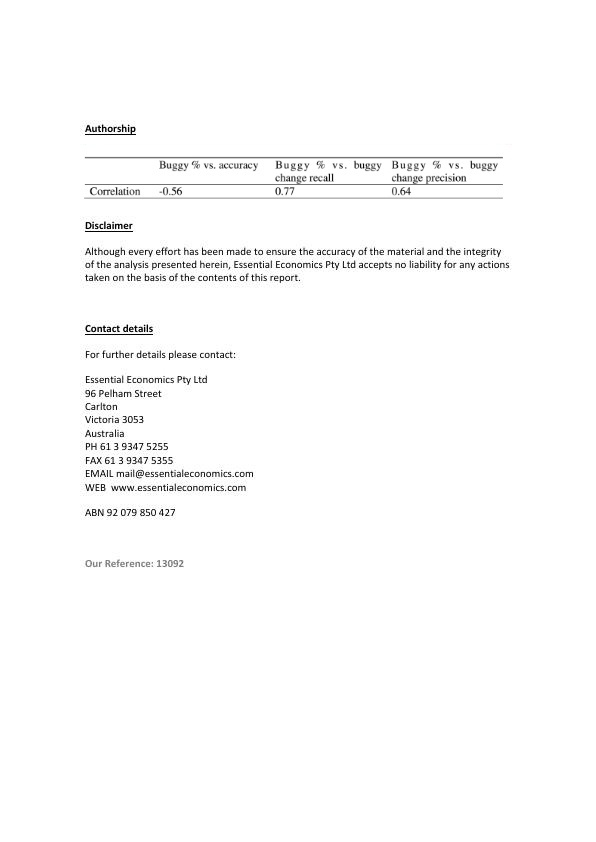 Authorship
Buggy % vs. accuracy Buggy % vs. buggy Buggy % vs. buggy
change recall change precision
Correlation -0.56 0.77 0.64
Disclaimer
Although every effort has been made to ensure the accuracy of the material and the integrity
of the analysis presented herein, Essential Economics Pty Ltd accepts no liability for any actions
taken on the basis of the contents of this report.
Contact details
For further details please contact:
Essential Economics Pty Ltd
96 Pelham Street
Carlton
Victoria 3053
Australia
PH 61 3 9347 5255
FAX 61 3 9347 5355
EMAIL mail@essentialeconomics.com
WEB  www.essentialeconomics.com
ABN 92 079 850 427
Our Reference: 13092